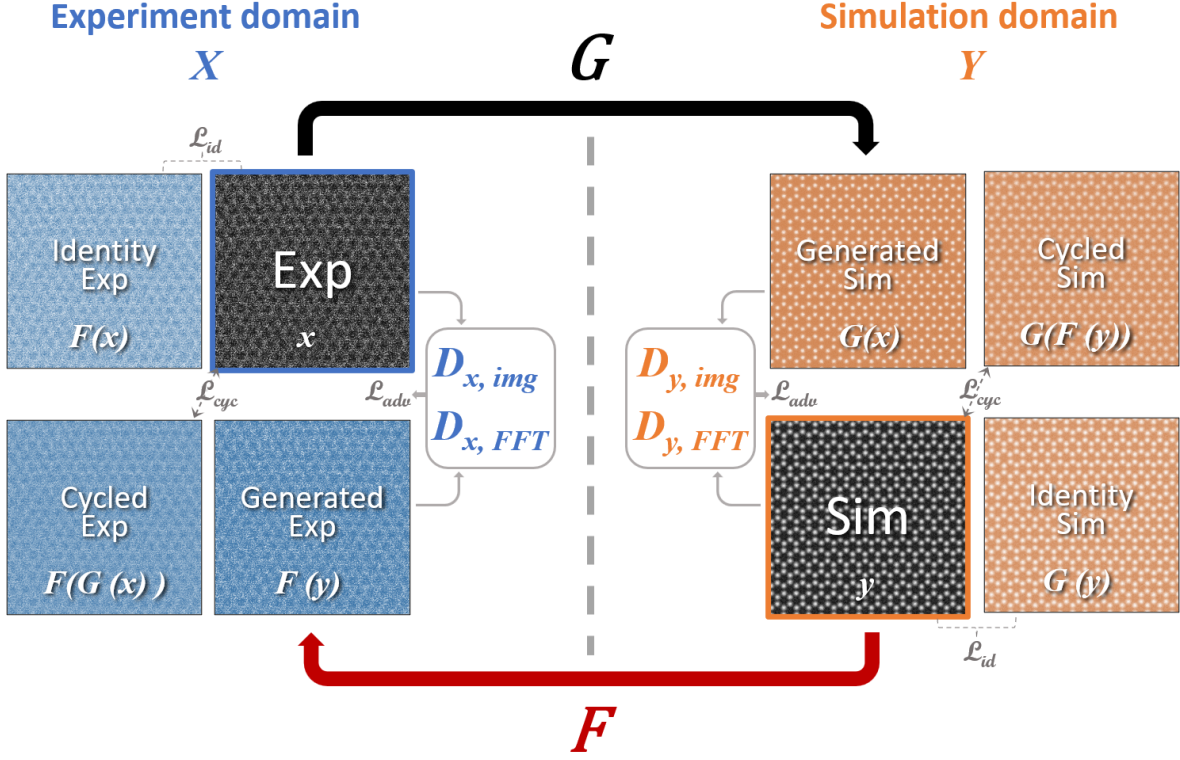 Experiment domain
X
Simulation domain
Y
G
ℒid
Identity
Exp
F(x)
Exp
x
Generated
Sim
G(x)
Cycled
Sim
G(F (y))
ℒcyc
ℒadv
Dx, img
Dx, FFT
Dy, img
Dy, FFT
ℒadv
ℒcyc
Cycled
Exp
F(G (x) )
Generated
Exp
F (y)
Sim
y
Identity
Sim
G (y)
ℒid
F